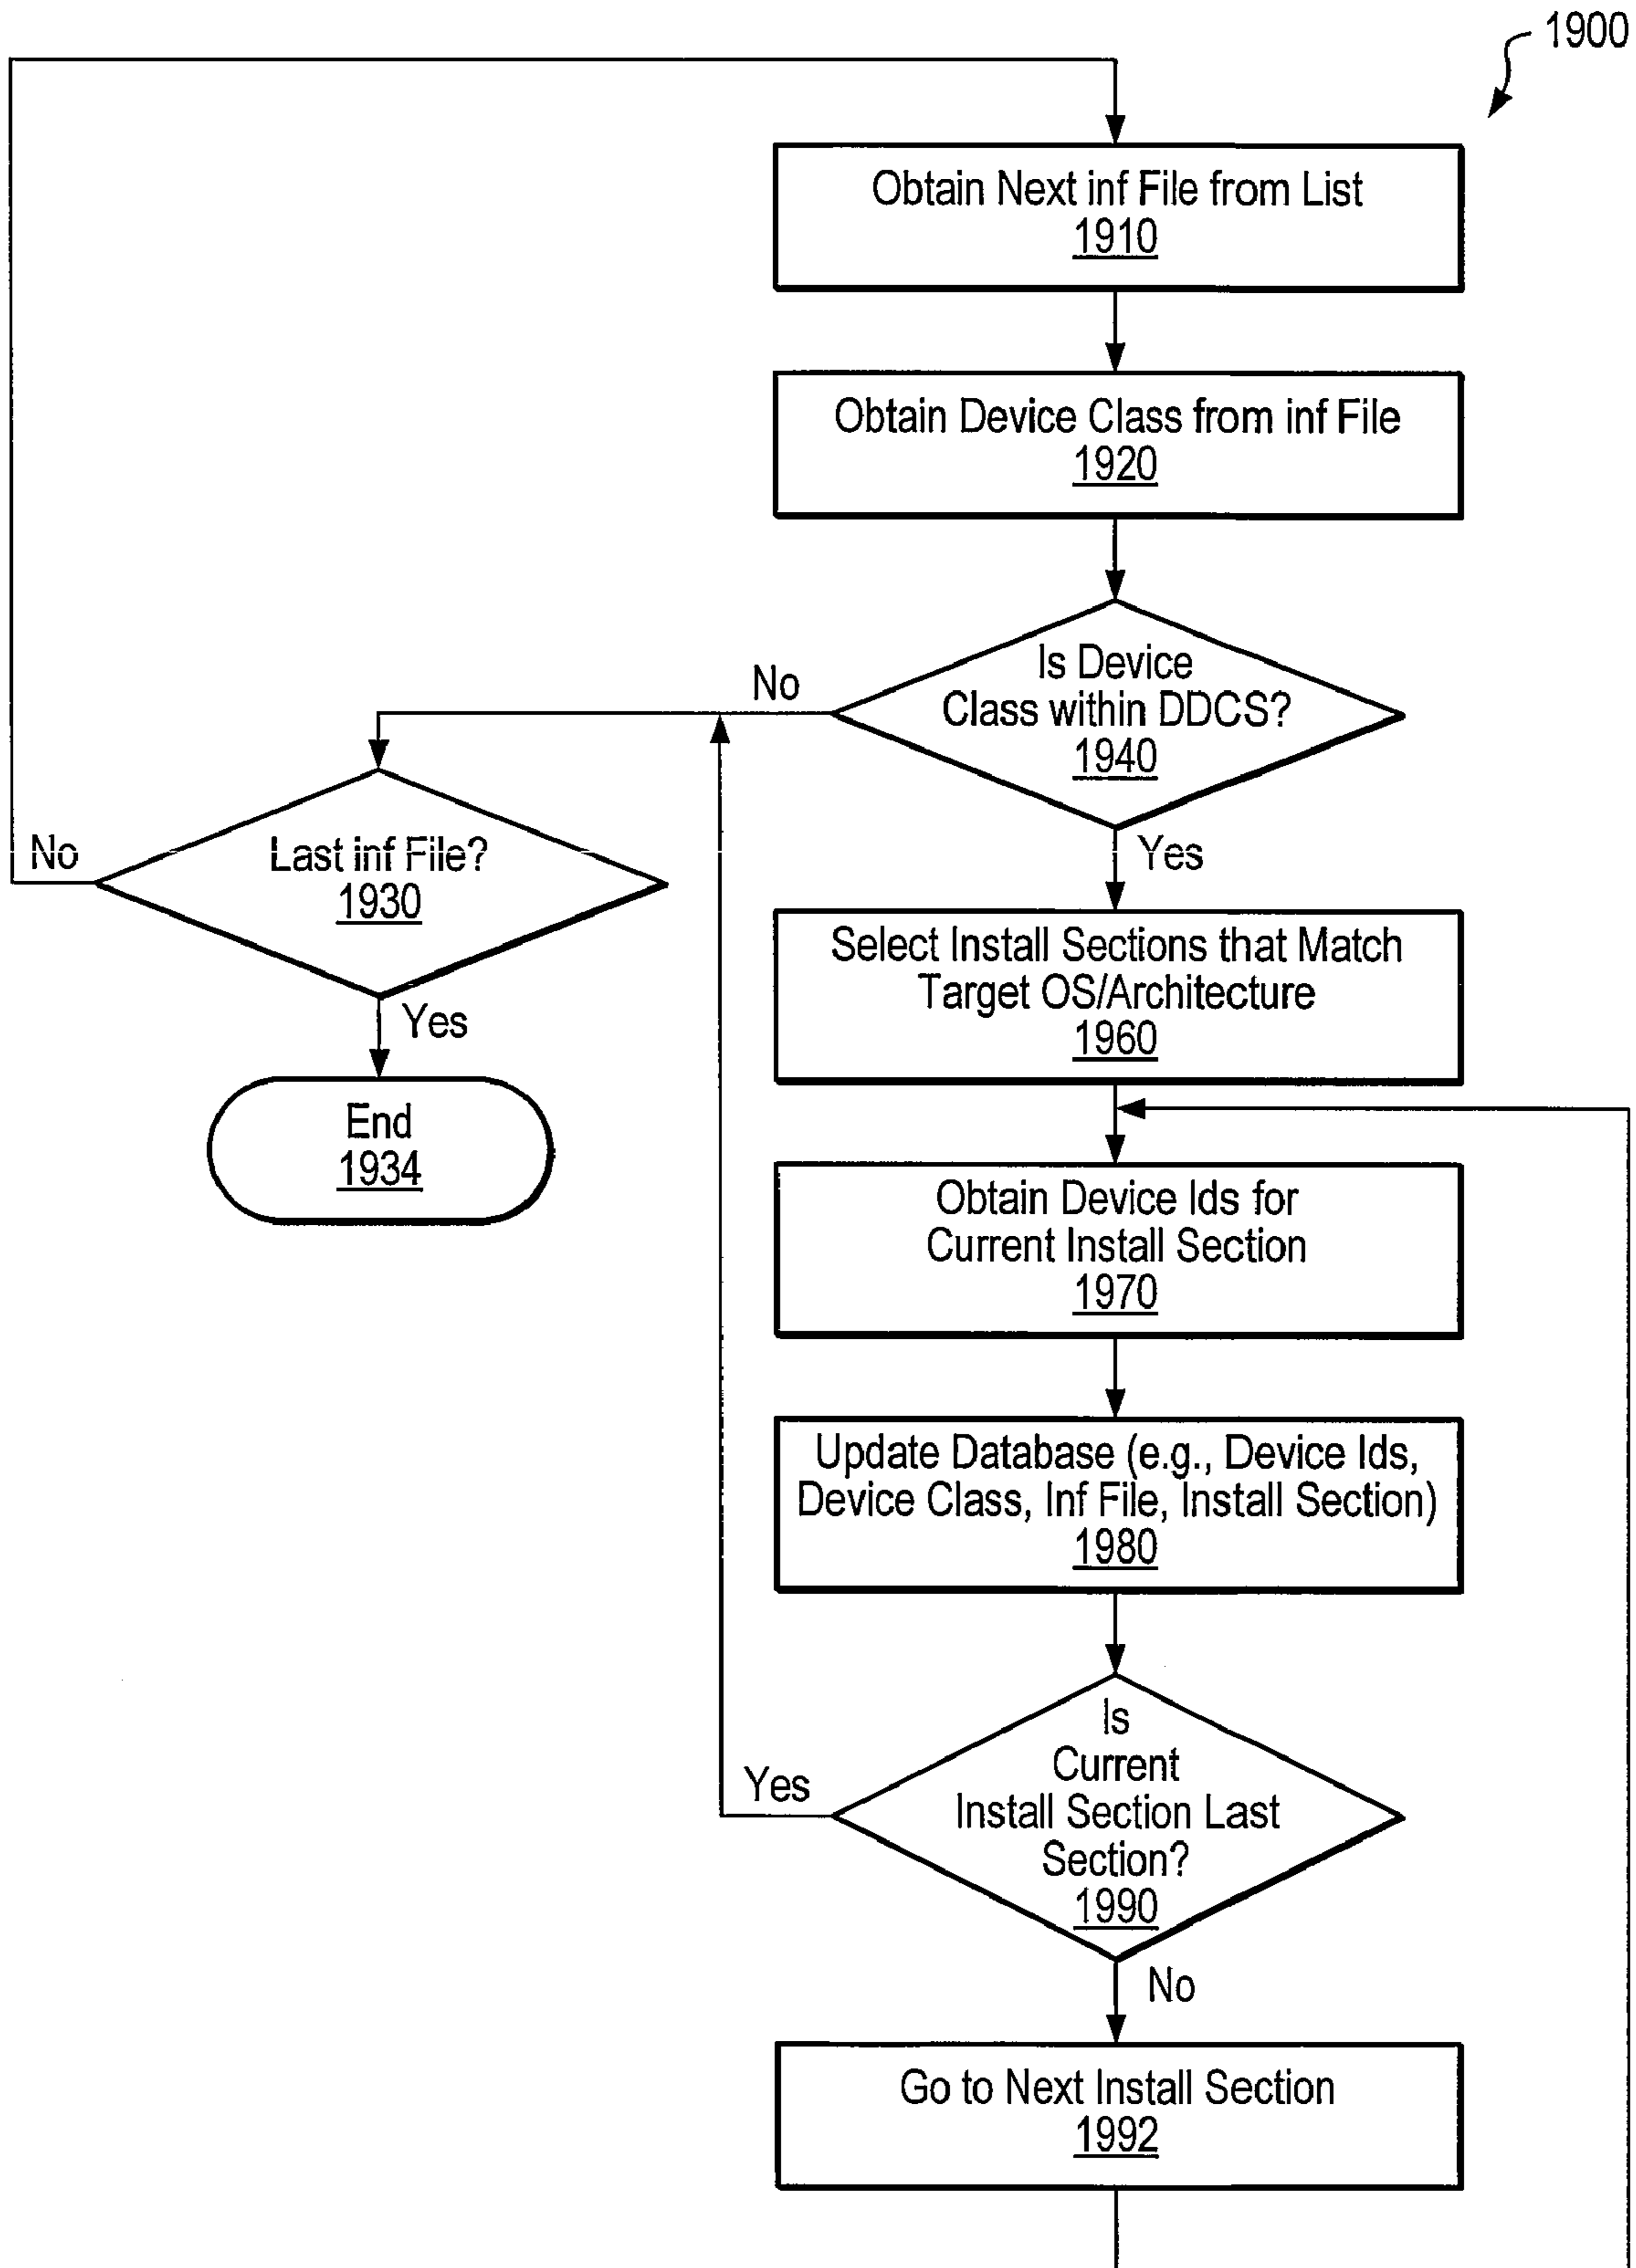 1900
Obtain Next inf File from List
1910
Obtain Device Class from inf File
1920
Is Device
Class within DDCS?
1940
No
Yes
Last inf File?
1930
No
Yes
End
1934
Select Install Sections that Match
Target OS/Architecture
1960
Obtain Device Ids for
Current Install Section
1970
Update Database (e.g., Device Ids,
Device Class, Inf File, Install Section)
1980
Is
Current
Install Section Last
Section?
1990
Yes
No
Go to Next Install Section
1992